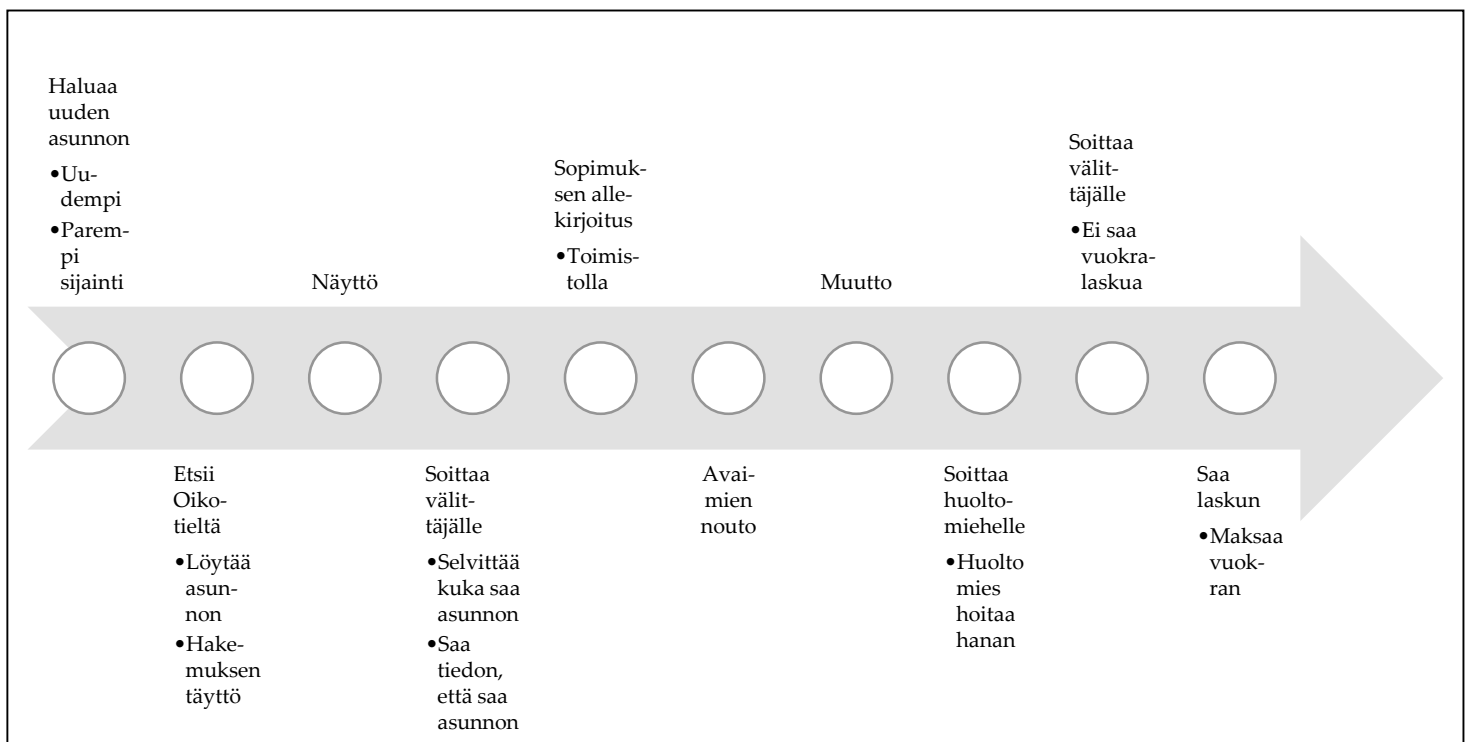 Haluaa
uuden
asunnon
•Uu-
dempi
•Parem-
pi
sijainti
Etsii
Oiko-
tieltä
•Löytää
asun-
non
•Hake-
muksen
täyttö
Näyttö
Soittaa
välit-
täjälle
•Selvittää
kuka saa
asunnon
•Saa
tiedon,
että saa
asunnon
Sopimuk-
sen alle-
kirjoitus
•Toimis-
tolla
Avai-
mien
nouto
Muutto
Soittaa
huolto-
miehelle
•Huolto
mies
hoitaa
hanan
Soittaa
välit-
täjälle
•Ei saa
vuokra-
laskua
Saa
laskun
•Maksaa
vuok-
ran